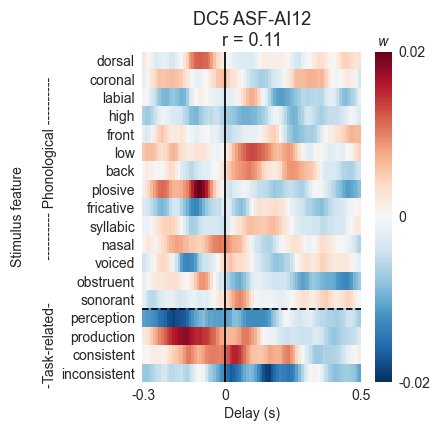 DC5 ASF-AI12
r = 0.11
w
dorsal
coronal
labial
high
front
low
back
plosive
fricative
syllabic
nasal
voiced
obstruent
sonorant
perception
production
consistent
inconsistent
Stimulus feature
---------- Phonological ----------
-Task-related-
0.02
0
-0.02
-0.3
0
0.5
Delay (s)